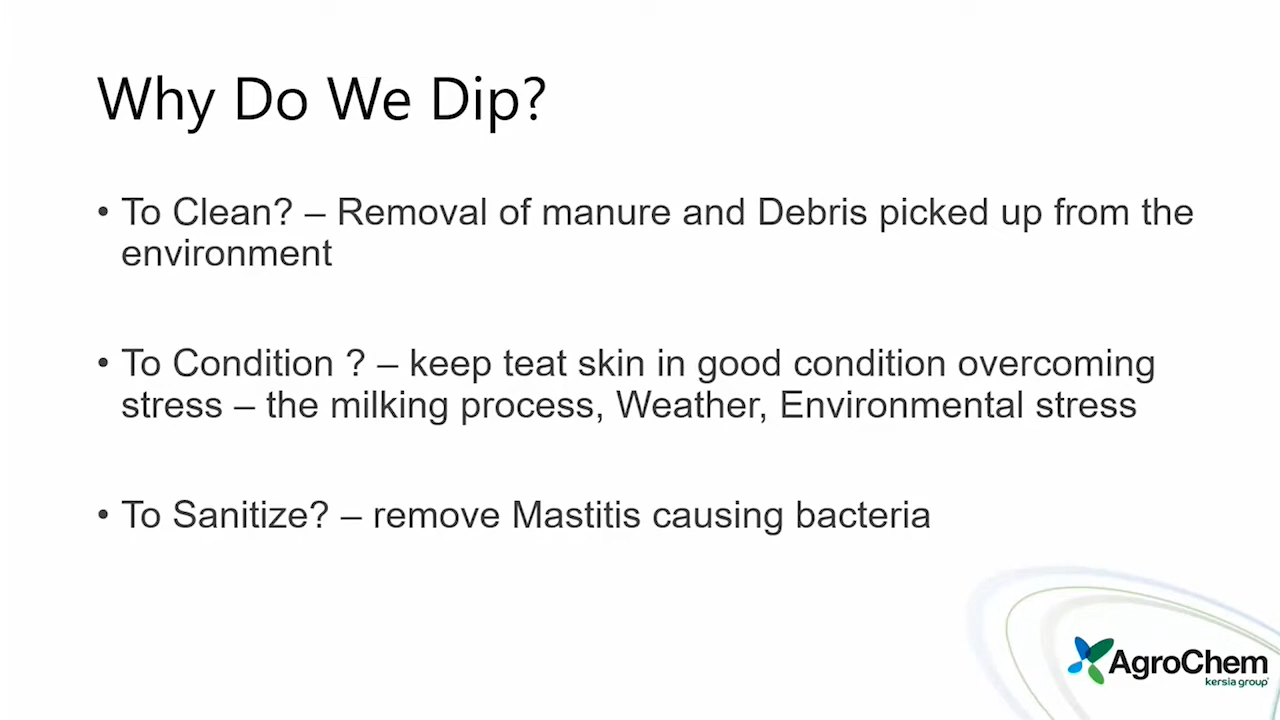 Why Do We Dip?
• To Clean? – Removal of manure and Debris picked up from the
environment
• To Condition ? – keep teat skin in good condition overcoming
stress – the milking process, Weather, Environmental stress
• To Sanitize? – remove Mastitis causing bacteria
AgroChem
kersia group